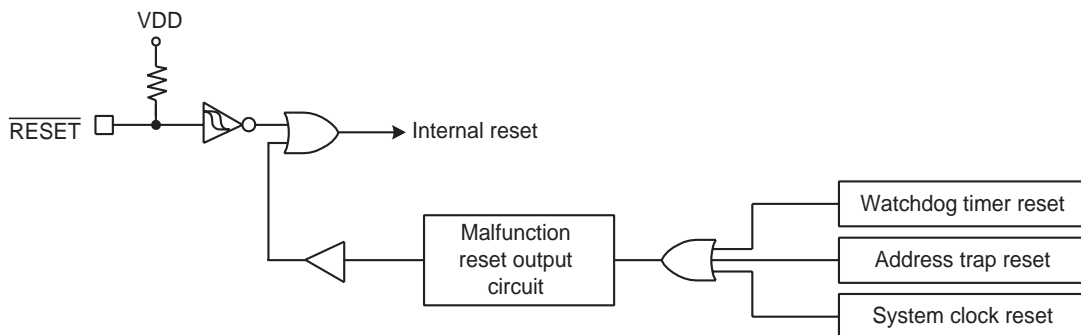 VDD
RESET
Internal reset
Malfunction
reset output
circuit
Watchdog timer reset
Address trap reset
System clock reset